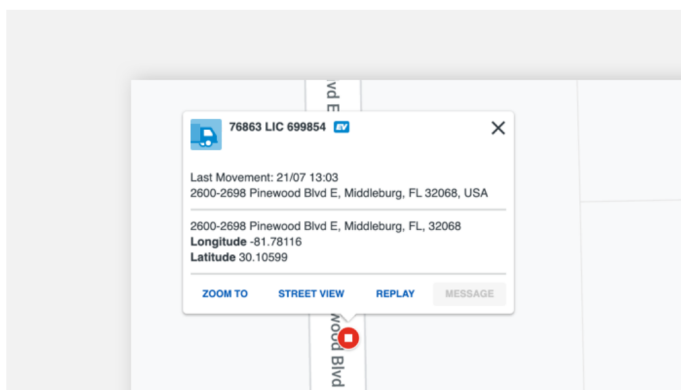 vd E
76863 LIC 699854 EV
Last Movement: 21/07 13:03
2600-2698 Pinewood Blvd E, Middleburg, FL 32068, USA
2600-2698 Pinewood Blvd E, Middleburg, FL, 32068
Longitude -81.78116
Latitude 30.10599
ZOOM TO STREET VIEW REPLAY MESSAGE
wood Blvd